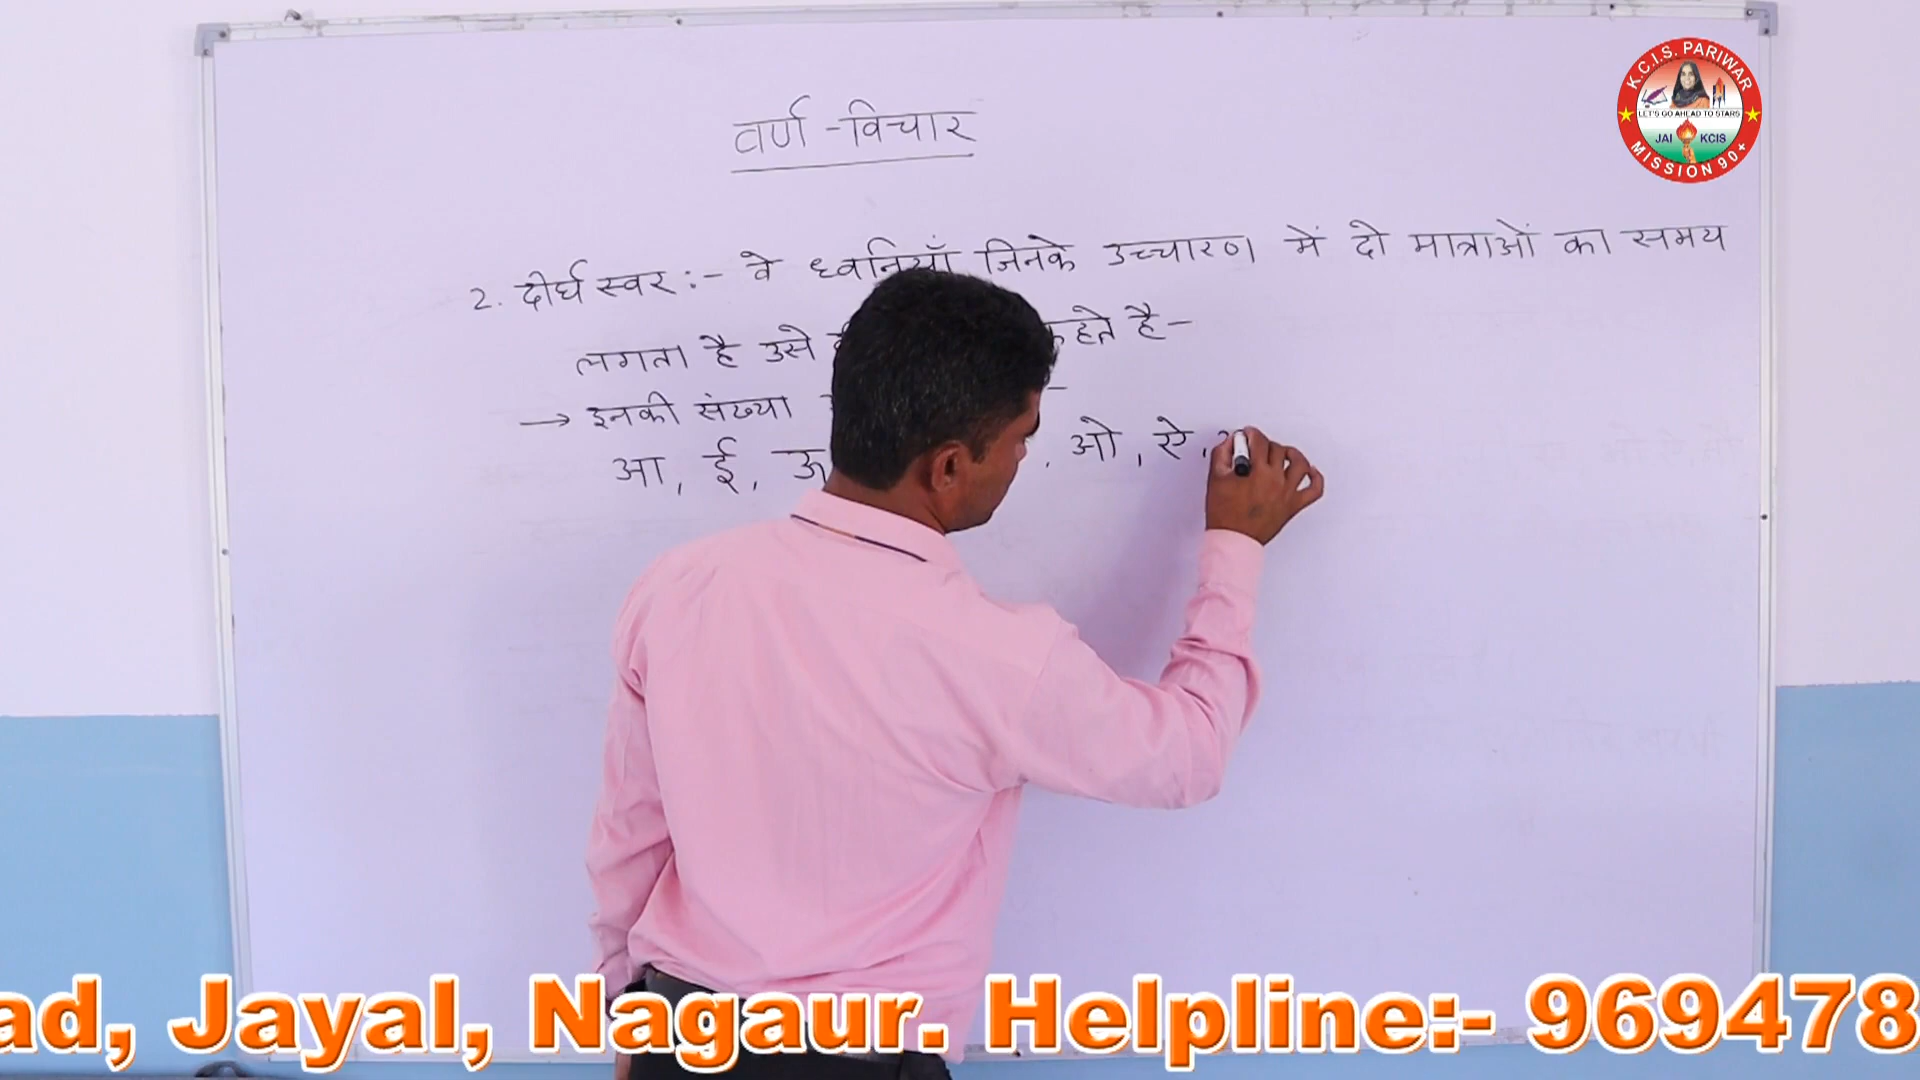 वर्ण - विचार
2. दीर्घ स्वर :- वे ध्वनियाँ जिनके उच्चारण में दो मात्राओं का समय
लगता है उसे कहते है-
→ इनकी संख्या
आ, ई, ऊ , ओ, ऐ,
K.C.I.S. PARIWAR
LET'S GO AHEAD TO STARS
JAI KCIS
MISSION 90+
ad, Jayal, Nagaur. Helpline:- 969478